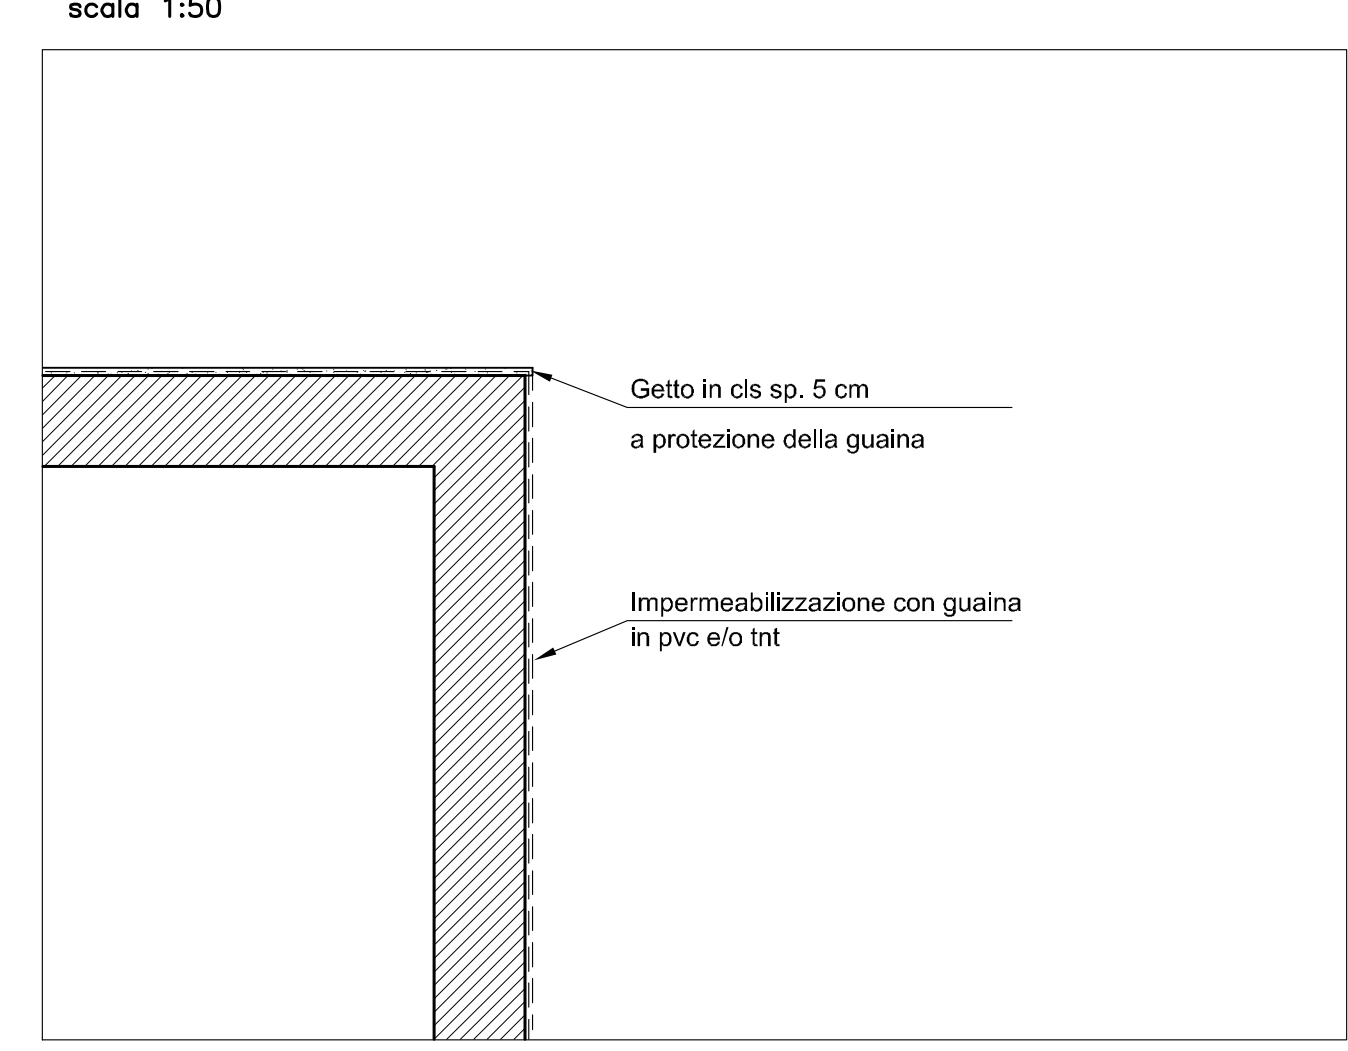 scala 1:50
Getto in cls sp. 5 cm
a protezione della guaina
Impermeabilizzazione con guaina
in pvc e/o tnt